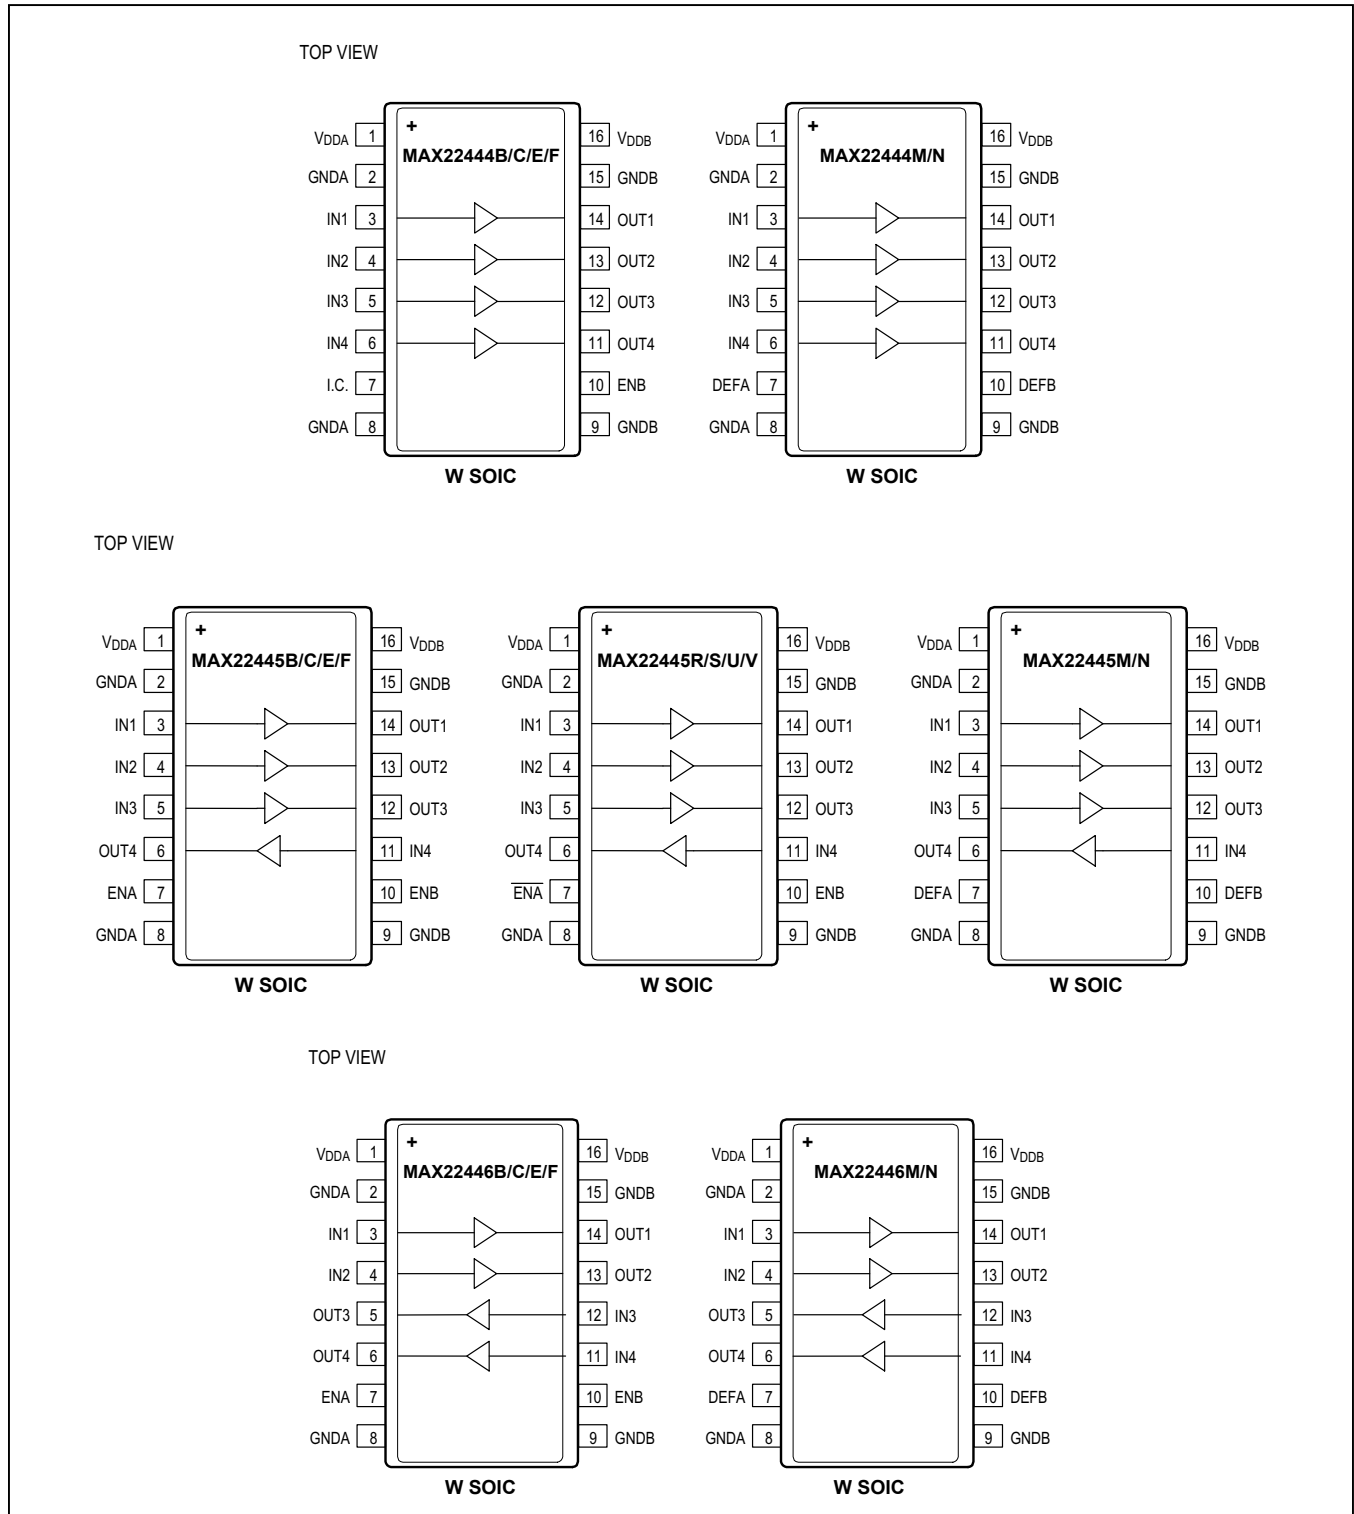 TOP VIEW
VDDA 1 + 16 VDDB 
MAX22444B/C/E/F
GNDA 2 15 GNDB
IN1 3 14 OUT1
IN2 4 13 OUT2
IN3 5 12 OUT3
IN4 6 11 OUT4
I.C. 7 10 ENB
GNDA 8 9 GNDB
W SOIC
VDDA 1 + 16 VDDB
MAX22444M/N
GNDA 2 15 GNDB
IN1 3 14 OUT1
IN2 4 13 OUT2
IN3 5 12 OUT3
IN4 6 11 OUT4
DEFA 7 10 DEFB
GNDA 8 9 GNDB
W SOIC
TOP VIEW
VDDA 1 + 16 VDDB
MAX22445B/C/E/F
GNDA 2 15 GNDB
IN1 3 14 OUT1
IN2 4 13 OUT2
IN3 5 12 OUT3
OUT4 6 11 IN4
ENA 7 10 ENB
GNDA 8 9 GNDB
W SOIC
VDDA 1 + 16 VDDB
MAX22445R/S/U/V
GNDA 2 15 GNDB
IN1 3 14 OUT1
IN2 4 13 OUT2
IN3 5 12 OUT3
OUT4 6 11 IN4
E̅N̅A̅ 7 10 ENB
GNDA 8 9 GNDB
W SOIC
VDDA 1 + 16 VDDB
MAX22445M/N
GNDA 2 15 GNDB
IN1 3 14 OUT1
IN2 4 13 OUT2
IN3 5 12 OUT3
OUT4 6 11 IN4
DEFA 7 10 DEFB
GNDA 8 9 GNDB
W SOIC
TOP VIEW
VDDA 1 + 16 VDDB
MAX22446B/C/E/F
GNDA 2 15 GNDB
IN1 3 14 OUT1
IN2 4 13 OUT2
OUT3 5 12 IN3
OUT4 6 11 IN4
ENA 7 10 ENB
GNDA 8 9 GNDB
W SOIC
VDDA 1 + 16 VDDB
MAX22446M/N
GNDA 2 15 GNDB
IN1 3 14 OUT1
IN2 4 13 OUT2
OUT3 5 12 IN3
OUT4 6 11 IN4
DEFA 7 10 DEFB
GNDA 8 9 GNDB
W SOIC